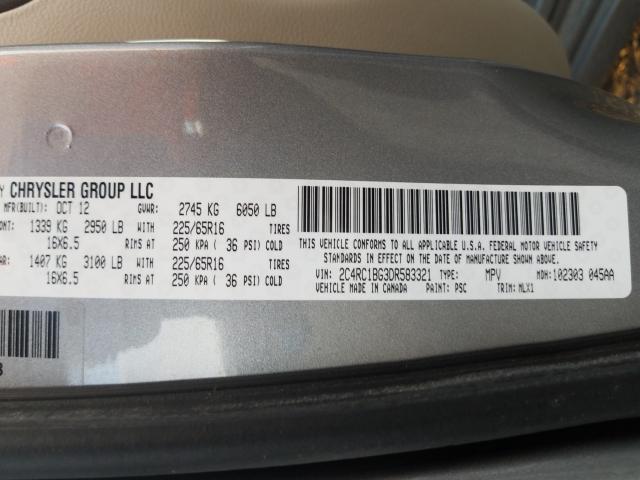 Y CHRYSLER GROUP LLC
MFR(BUILT): OCT 12 GVWR: 2745 KG 6050 LB
ONT: 1339 KG 2950 LB WITH 225/65R16 TIRES
16X6.5 RIMS AT 250 KPA ( 36 PSI) COLD
AR: 1407 KG 3100 LB WITH 225/65R16 TIRES
16X6.5 RIMS AT 250 KPA ( 36 PSI) COLD
THIS VEHICLE CONFORMS TO ALL APPLICABLE U.S.A. FEDERAL MOTOR VEHICLE SAFETY
STANDARDS IN EFFECT ON THE DATE OF MANUFACTURE SHOWN ABOVE.
VIN: 2C4RC1BG3DR583321 TYPE: MPV MDH: 102303 045AA
VEHICLE MADE IN CANADA PAINT: PSC TRIM: MLX1